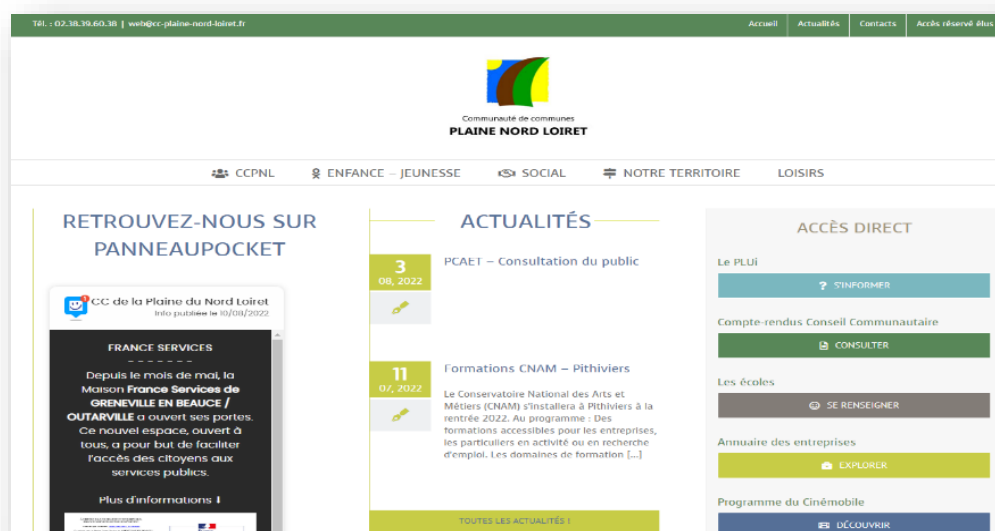 Tél. : 02.38.39.60.38 | web@cc-plaine-nord-loiret.fr
Accueil Actualités Contacts Accès réservé élus
Communauté de communes
PLAINE NORD LOIRET
CCPNL ENFANCE – JEUNESSE SOCIAL NOTRE TERRITOIRE LOISIRS
RETROUVEZ-NOUS SUR
PANNEAUPOCKET
1
CC de la Plaine du Nord Loiret
Info publiée le 10/08/2022
FRANCE SERVICES
- - - - - - -
Depuis le mois de mai, la
Maison France Services de
GRENEVILLE EN BEAUCE /
OUTARVILLE a ouvert ses portes.
Ce nouvel espace, ouvert à
tous, a pour but de faciliter
l'accès des citoyens aux
services publics.
Plus d'informations ⬇
ACTUALITÉS
3
08, 2022
PCAET – Consultation du public
11
07, 2022
Formations CNAM – Pithiviers
Le Conservatoire National des Arts et
Métiers (CNAM) s'installera à Pithiviers à la
rentrée 2022. Au programme : Des
formations accessibles pour les entreprises,
les particuliers en activité ou en recherche
d'emploi. Les domaines de formation [...]
TOUTES LES ACTUALITÉS !
ACCÈS DIRECT
Le PLUi
? S'INFORMER
Compte-rendus Conseil Communautaire
CONSULTER
Les écoles
SE RENSEIGNER
Annuaire des entreprises
EXPLORER
Programme du Cinémobile
DÉCOUVRIR